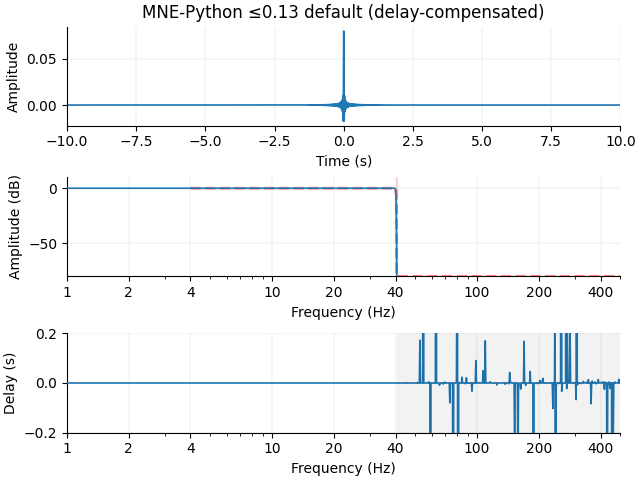 MNE-Python ≤0.13 default (delay-compensated)
Amplitude
0.05
0.00
−10.0 −7.5 −5.0 −2.5 0.0 2.5 5.0 7.5 10.0
Time (s)
Amplitude (dB)
0
−50
1 2 4 10 20 40 100 200 400
Frequency (Hz)
Delay (s)
0.2
0.0
−0.2
1 2 4 10 20 40 100 200 400
Frequency (Hz)